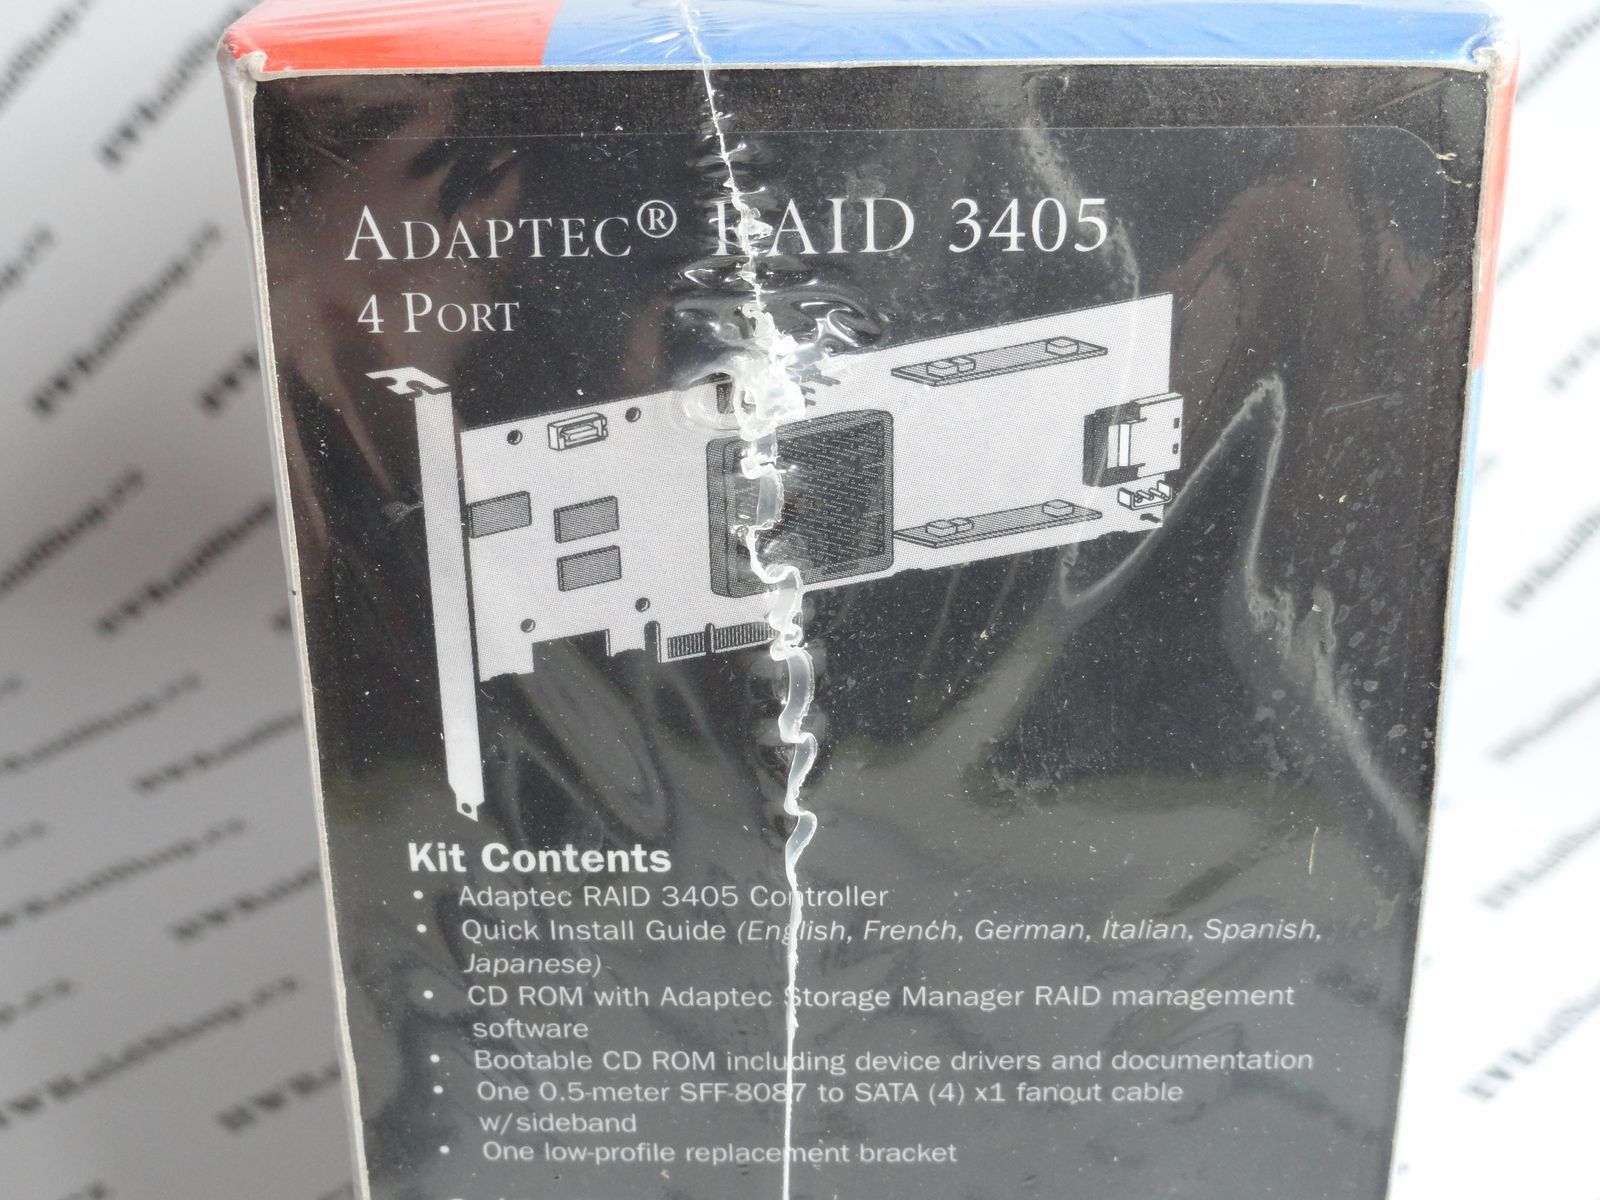 ADAPTEC® RAID 3405
4 PORT
Kit Contents
• Adaptec RAID 3405 Controller
• Quick Install Guide (English, French, German, Italian, Spanish,
Japanese)
• CD ROM with Adaptec Storage Manager RAID management
software
• Bootable CD ROM including device drivers and documentation
• One 0.5-meter SFF-8087 to SATA (4) x1 fanout cable
w/sideband
• One low-profile replacement bracket